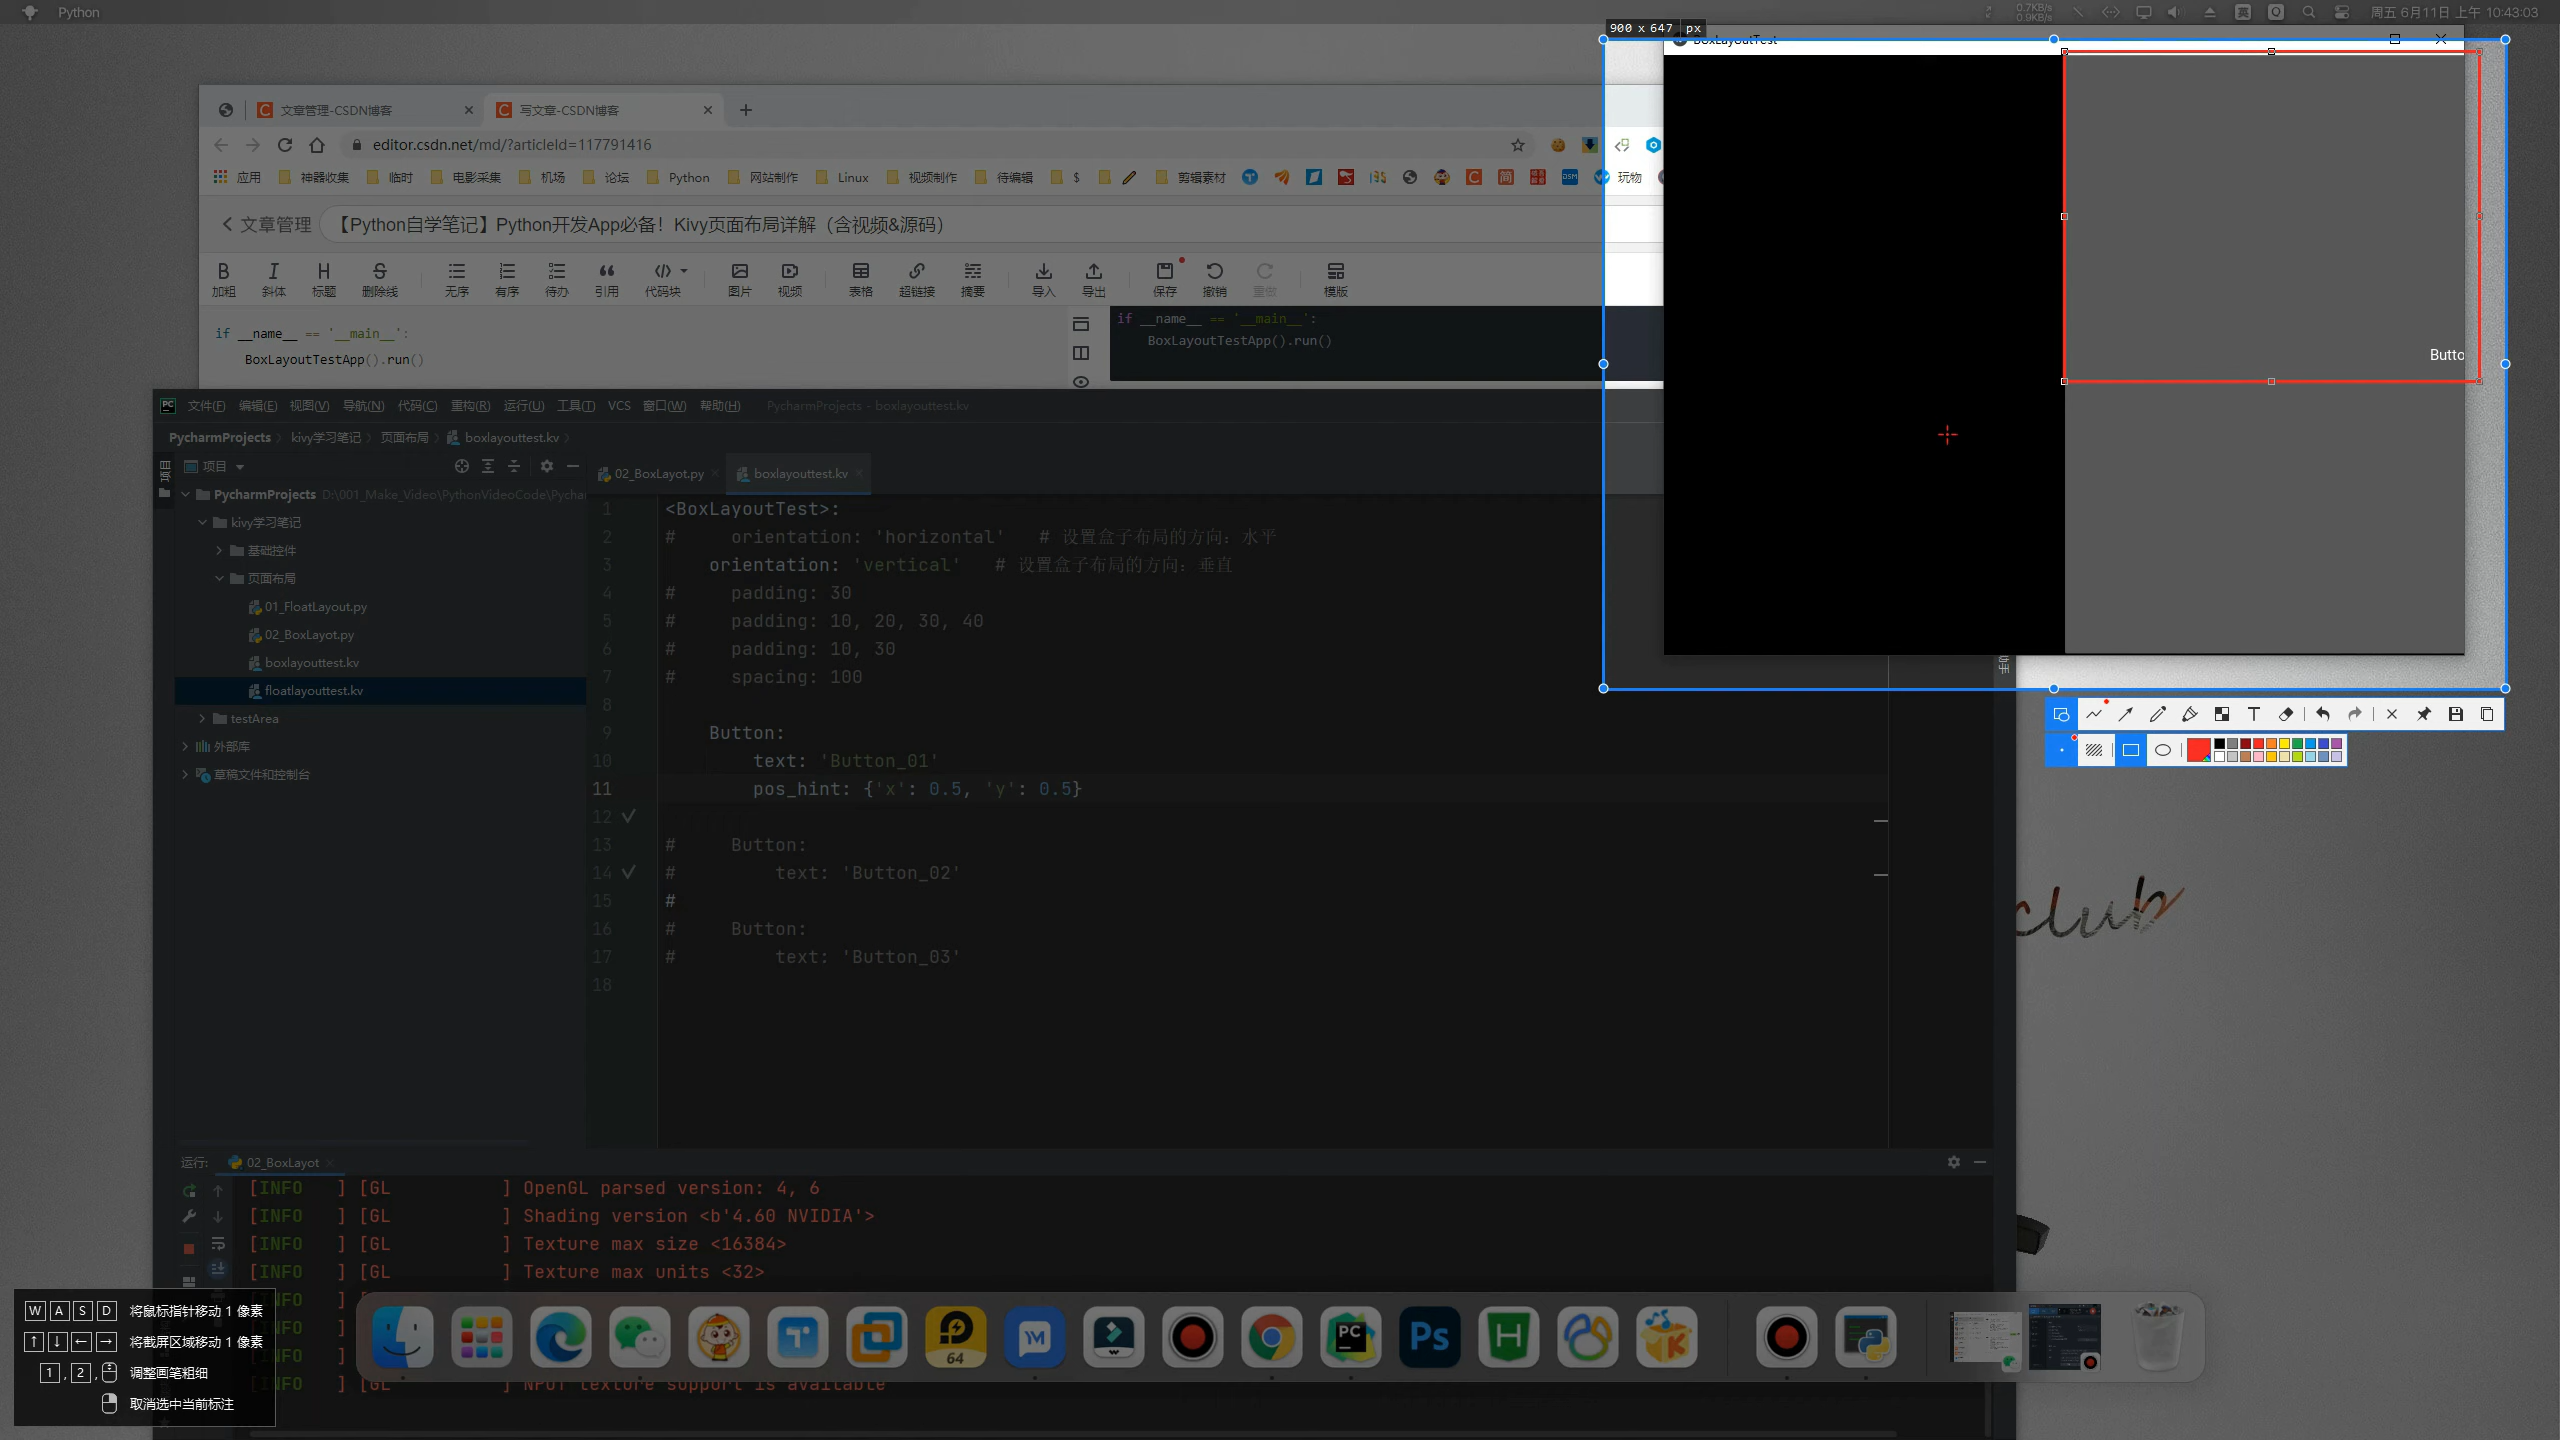 Python
0.7KB/s
0.9KB/s
英
周五 6月11日 上午 10:43:03
900 x 647 px
BoxLayoutTest
文章管理-CSDN博客
写文章-CSDN博客
editor.csdn.net/md/?articleId=117791416
应用 神器收集 临时 电影采集 机场 论坛 Python 网站制作 Linux 视频制作 待编辑 $ 剪辑素材 玩物
文章管理
【Python自学笔记】Python开发App必备！Kivy页面布局详解（含视频&源码）
加粗 斜体 标题 删除线 无序 有序 待办 引用 代码块 图片 视频 表格 超链接 摘要 导入 导出 保存 撤销 重做 模版
if __name__ == '__main__':
BoxLayoutTestApp().run()
if __name__ == '__main__':
BoxLayoutTestApp().run()
Butto
文件(F) 编辑(E) 视图(V) 导航(N) 代码(C) 重构(R) 运行(U) 工具(T) VCS 窗口(W) 帮助(H) PycharmProjects - boxlayouttest.kv
PycharmProjects kivy学习笔记 页面布局 boxlayouttest.kv
项目
项目
02_BoxLayot.py
boxlayouttest.kv
PycharmProjects D:\001_Make_Video\PythonVideoCode\Pychar
kivy学习笔记
基础控件
页面布局
01_FloatLayout.py
02_BoxLayot.py
boxlayouttest.kv
floatlayouttest.kv
testArea
外部库
草稿文件和控制台
1 <BoxLayoutTest>:
2 # orientation: 'horizontal' # 设置盒子布局的方向：水平
3 orientation: 'vertical' # 设置盒子布局的方向：垂直
4 # padding: 30
5 # padding: 10, 20, 30, 40
6 # padding: 10, 30
7 # spacing: 100
8
9 Button:
10 text: 'Button_01'
11 pos_hint: {'x': 0.5, 'y': 0.5}
12
13 # Button:
14 # text: 'Button_02'
15 #
16 # Button:
17 # text: 'Button_03'
18
club
运行: 02_BoxLayot
[INFO ] [GL ] OpenGL parsed version: 4, 6
[INFO ] [GL ] Shading version <b'4.60 NVIDIA'>
[INFO ] [GL ] Texture max size <16384>
[INFO ] [GL ] Texture max units <32>
[INFO ] [GL ] NPOT texture support is available
W A S D 将鼠标指针移动 1 像素
↑ ↓ ← → 将截屏区域移动 1 像素
1 , 2 , 调整画笔粗细
取消选中当前标注
64
PC
Ps
H